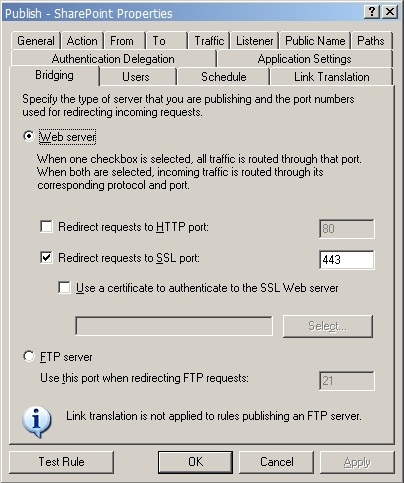 Publish - SharePoint Properties
General Action From To Traffic Listener Public Name Paths
Authentication Delegation Application Settings
Bridging Users Schedule Link Translation
Specify the type of server that you are publishing and the port numbers
used for redirecting incoming requests.
Web server
When one checkbox is selected, all traffic is routed through that port.
When both are selected, incoming traffic is routed through its
corresponding protocol and port.
Redirect requests to HTTP port: 80
Redirect requests to SSL port: 443
Use a certificate to authenticate to the SSL Web server
Select...
FTP server
Use this port when redirecting FTP requests: 21
Link translation is not applied to rules publishing an FTP server.
Test Rule OK Cancel Apply